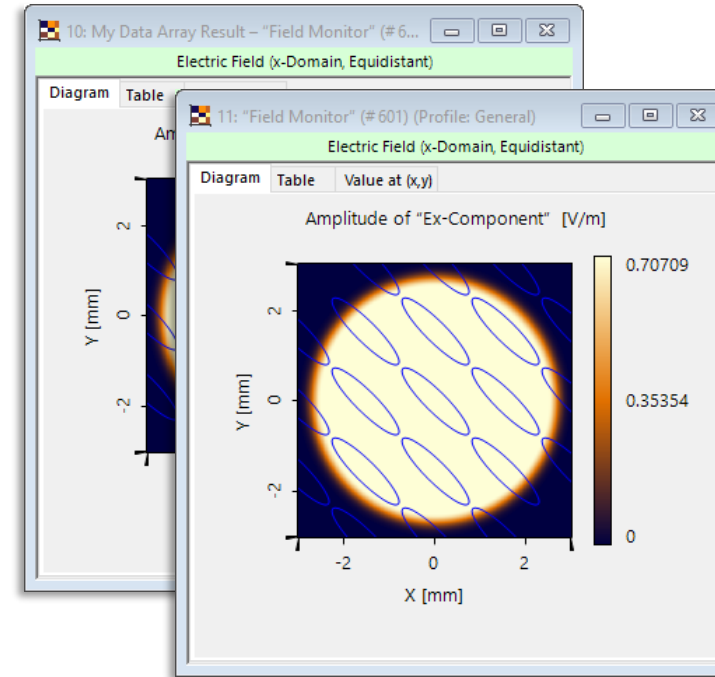 10: My Data Array Result – “Field Monitor” (#6...
Electric Field (x-Domain, Equidistant)
Diagram Table
Y [mm]
2
0
-2
11: “Field Monitor” (#601) (Profile: General)
Electric Field (x-Domain, Equidistant)
Diagram Table Value at (x,y)
Amplitude of “Ex-Component” [V/m]
Y [mm]
2
0
-2
-2 0 2
X [mm]
0.70709
0.35354
0